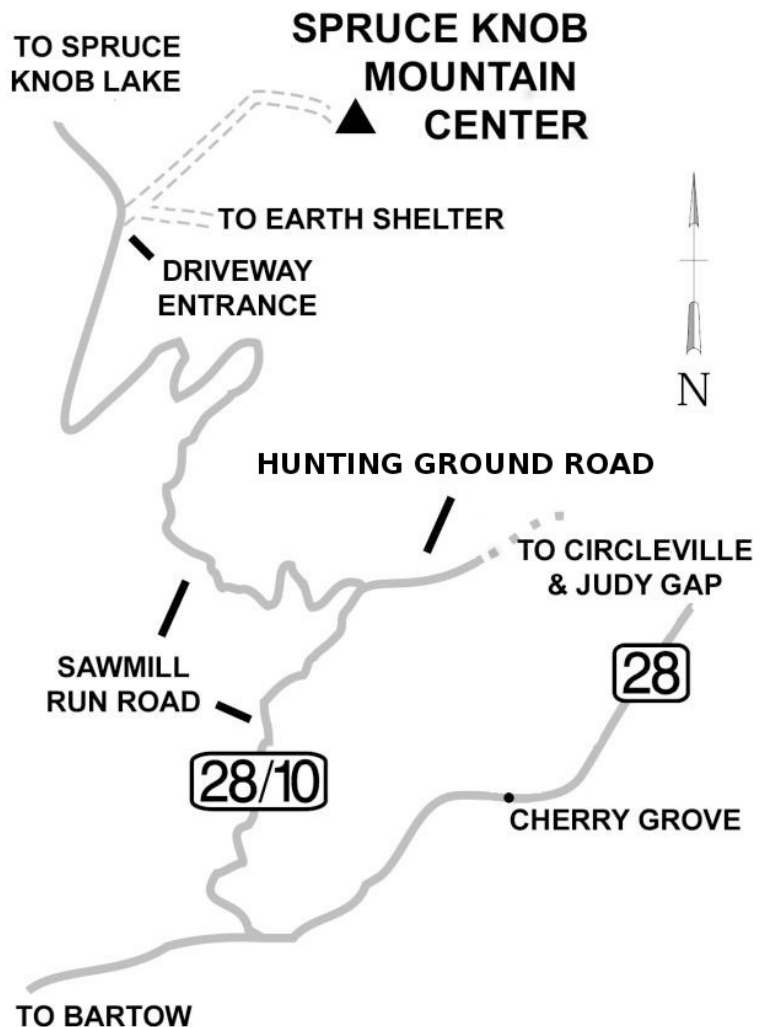 TO SPRUCE
KNOB LAKE
SPRUCE KNOB
MOUNTAIN
CENTER
TO EARTH SHELTER
DRIVEWAY
ENTRANCE
N
HUNTING GROUND ROAD
TO CIRCLEVILLE
& JUDY GAP
28
SAWMILL
RUN ROAD
28/10
CHERRY GROVE
TO BARTOW